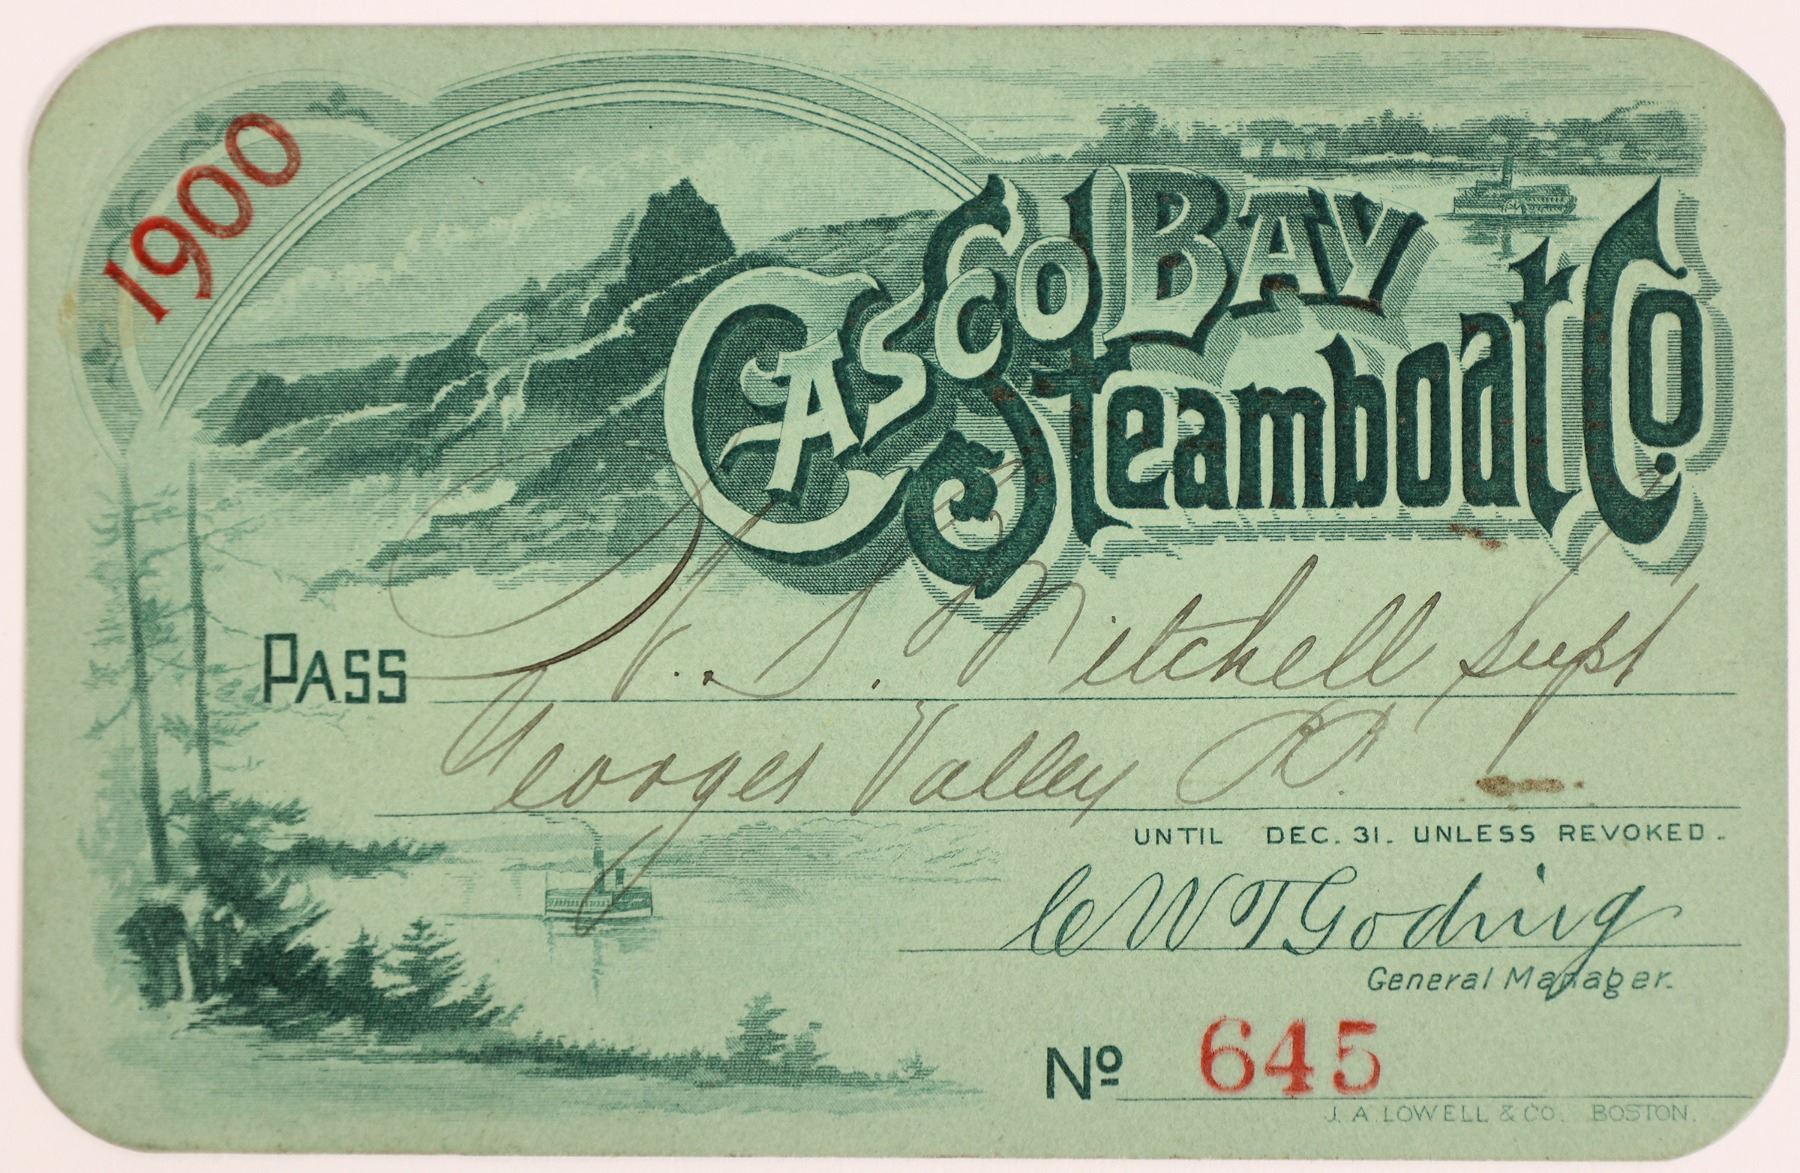 1900
CASCO BAY
Steamboat Co.
PASS W. S. Mitchell Supt
Georges Valley R.R.
UNTIL DEC. 31. UNLESS REVOKED.
C W T Goding
General Manager.
No 645
J. A. LOWELL & CO. BOSTON.